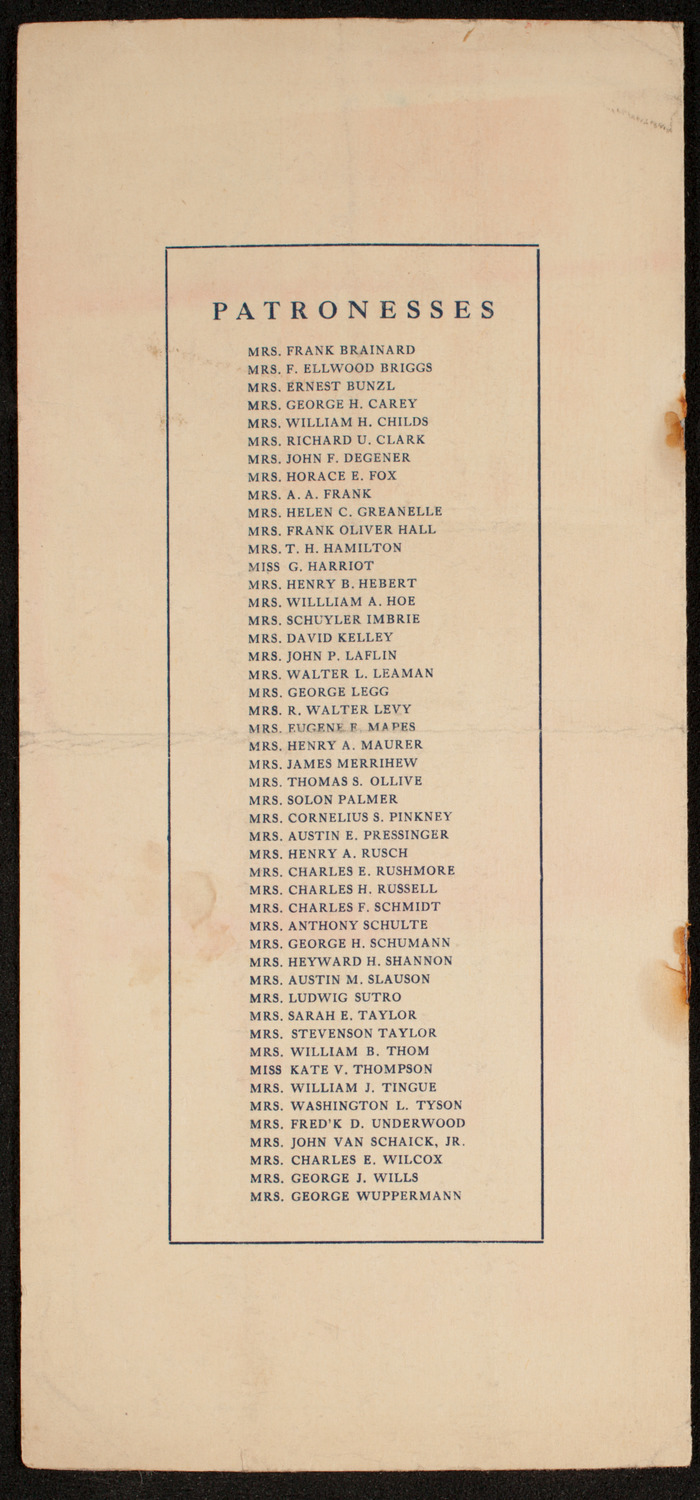 PATRONESSES
MRS. FRANK BRAINARD
MRS. F. ELLWOOD BRIGGS
MRS. ERNEST BUNZL
MRS. GEORGE H. CAREY
MRS. WILLIAM H. CHILDS
MRS. RICHARD U. CLARK
MRS. JOHN F. DEGENER
MRS. HORACE E. FOX
MRS. A. A. FRANK
MRS. HELEN C. GREANELLE
MRS. FRANK OLIVER HALL
MRS. T. H. HAMILTON
MISS G. HARRIOT
MRS. HENRY B. HEBERT
MRS. WILLLIAM A. HOE
MRS. SCHUYLER IMBRIE
MRS. DAVID KELLEY
MRS. JOHN P. LAFLIN
MRS. WALTER L. LEAMAN
MRS. GEORGE LEGG
MRS. R. WALTER LEVY
MRS. EUGENE F. MAPES
MRS. HENRY A. MAURER
MRS. JAMES MERRIHEW
MRS. THOMAS S. OLLIVE
MRS. SOLON PALMER
MRS. CORNELIUS S. PINKNEY
MRS. AUSTIN E. PRESSINGER
MRS. HENRY A. RUSCH
MRS. CHARLES E. RUSHMORE
MRS. CHARLES H. RUSSELL
MRS. CHARLES F. SCHMIDT
MRS. ANTHONY SCHULTE
MRS. GEORGE H. SCHUMANN
MRS. HEYWARD H. SHANNON
MRS. AUSTIN M. SLAUSON
MRS. LUDWIG SUTRO
MRS. SARAH E. TAYLOR
MRS. STEVENSON TAYLOR
MRS. WILLIAM B. THOM
MISS KATE V. THOMPSON
MRS. WILLIAM J. TINGUE
MRS. WASHINGTON L. TYSON
MRS. FRED'K D. UNDERWOOD
MRS. JOHN VAN SCHAICK, JR.
MRS. CHARLES E. WILCOX
MRS. GEORGE J. WILLS
MRS. GEORGE WUPPERMANN